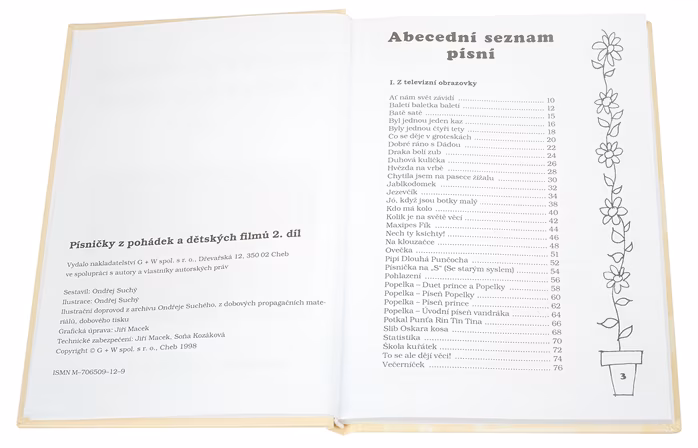 Písničky z pohádek a dětských filmů 2. díl
Vydalo nakladatelství G + W spol. s r. o., Dřevařská 12, 350 02 Cheb
ve spolupráci s autory a vlastníky autorských práv
Sestavil: Ondřej Suchý
Ilustrace: Ondřej Suchý
Ilustrační doprovod z archivu Ondřeje Suchého, z dobových propagačních mate-
riálů, dobového tisku
Grafická úprava: Jiří Macek
Technické zabezpečení: Jiří Macek, Soňa Kozáková
Copyright © G + W spol. s r. o., Cheb 1998
ISMN M–706509–12–9
Abecední seznam
písní
I. Z televizní obrazovky
Ať nám svět závidí 10
Baletí baletka baletí 12
Batě satě 15
Byl jednou jeden kaz 16
Byly jednou čtyři tety 18
Co se děje v groteskách 20
Dobré ráno s Dádou 22
Draka bolí zub 24
Duhová kulička 26
Hvězda na vrbě 28
Chytila jsem na pasece žížalu 30
Jablkodomek 32
Jezevčík 34
Jó, když jsou botky malý 38
Kdo má kolo 40
Kolik je na světě věcí 42
Maxipes Fík 44
Nech ty ksichty! 46
Na klouzačce 48
Ovečka 51
Pipi Dlouhá Punčocha 52
Písnička na „S“ (Se starým syslem) 54
Pohlazení 56
Popelka – Duet prince a Popelky 58
Popelka – Píseň Popelky 60
Popelka – Píseň prince 62
Popelka – Úvodní píseň vandráka 64
Potkal Punťa Rin Tin Tina 66
Slib Oskara kosa 68
Statistika 70
Škola kuřátek 72
To se ale dějí věci! 74
Večerníček 76
3